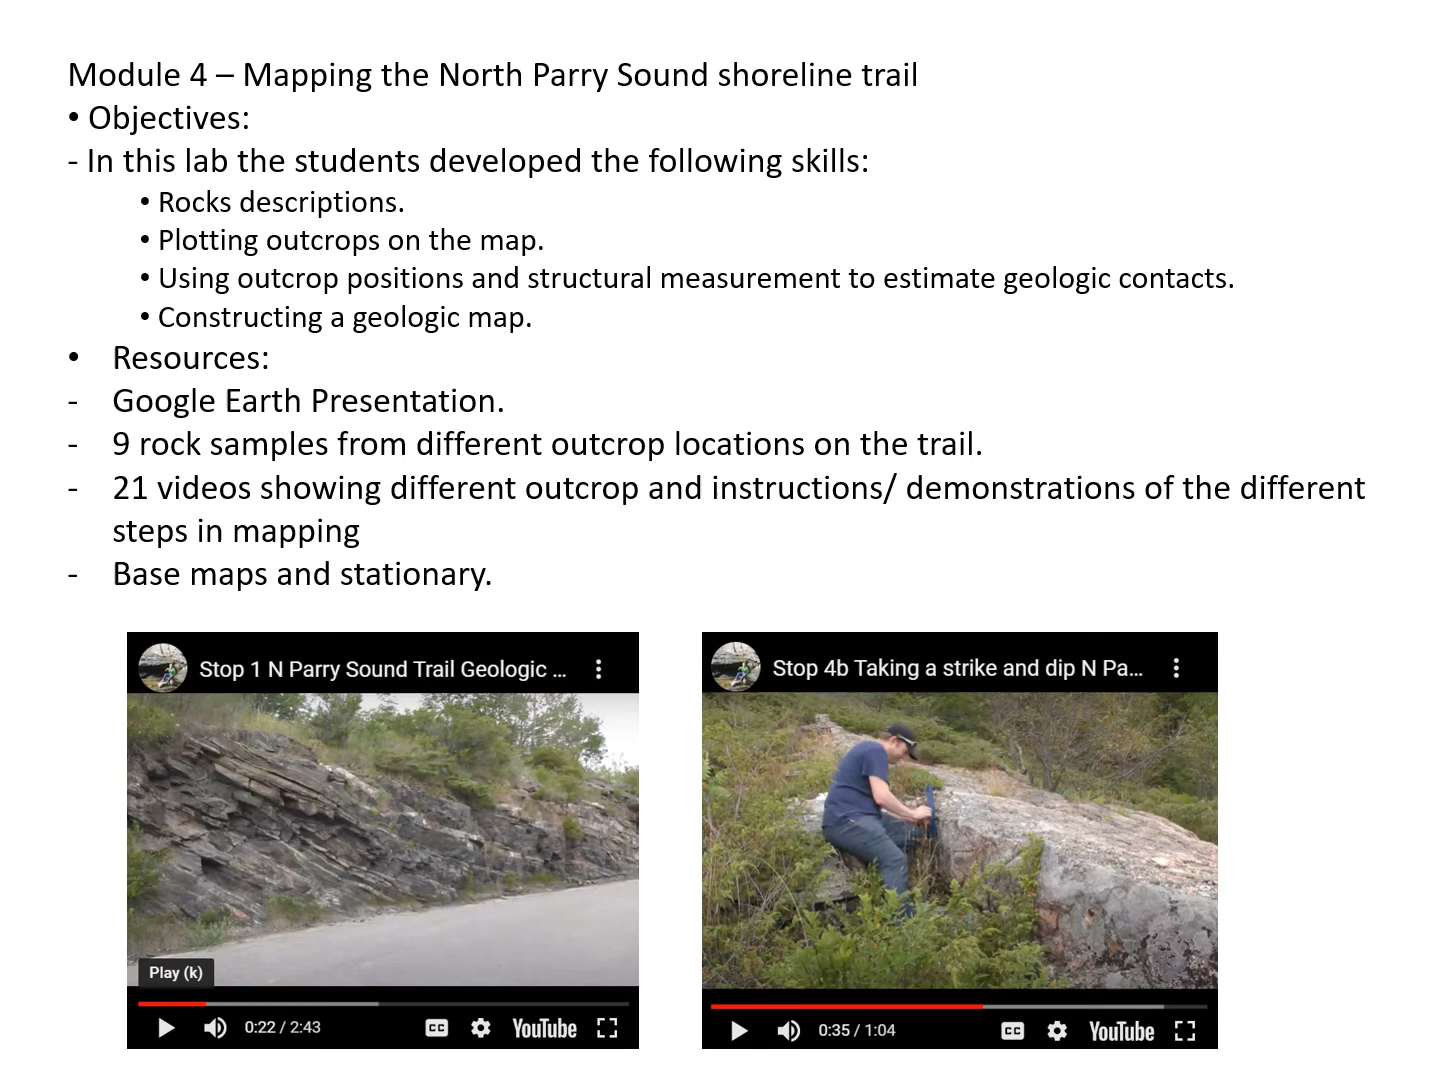 Module 4 – Mapping the North Parry Sound shoreline trail
• Objectives:
- In this lab the students developed the following skills:
• Rocks descriptions.
• Plotting outcrops on the map.
• Using outcrop positions and structural measurement to estimate geologic contacts.
• Constructing a geologic map.
• Resources:
- Google Earth Presentation.
- 9 rock samples from different outcrop locations on the trail.
- 21 videos showing different outcrop and instructions/ demonstrations of the different
steps in mapping
- Base maps and stationary.
Stop 1 N Parry Sound Trail Geologic ...
Play (k)
0:22 / 2:43
CC
YouTube
Stop 4b Taking a strike and dip N Pa...
0:35 / 1:04
CC
YouTube